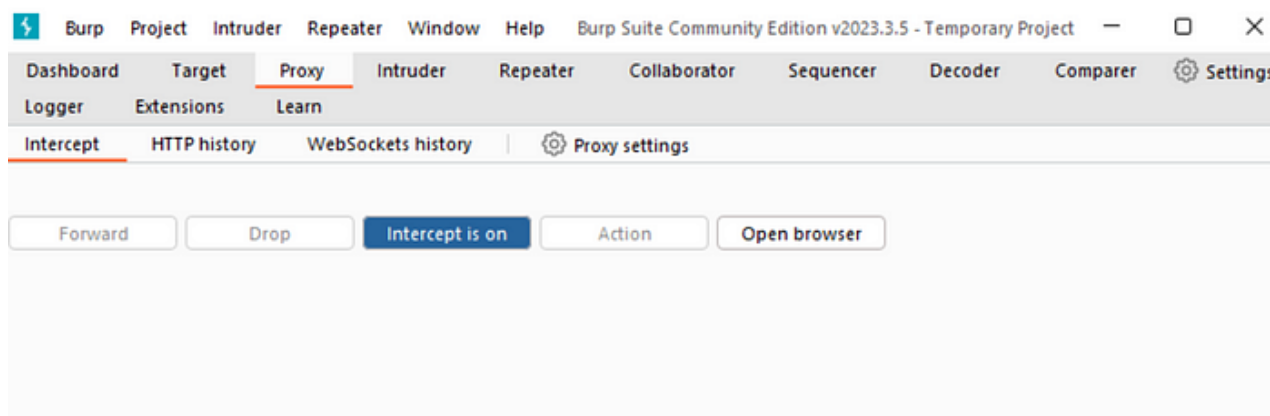 Burp Project Intruder Repeater Window Help Burp Suite Community Edition v2023.3.5 - Temporary Project
Dashboard Target Proxy Intruder Repeater Collaborator Sequencer Decoder Comparer Settings
Logger Extensions Learn
Intercept HTTP history WebSockets history Proxy settings
Forward Drop Intercept is on Action Open browser